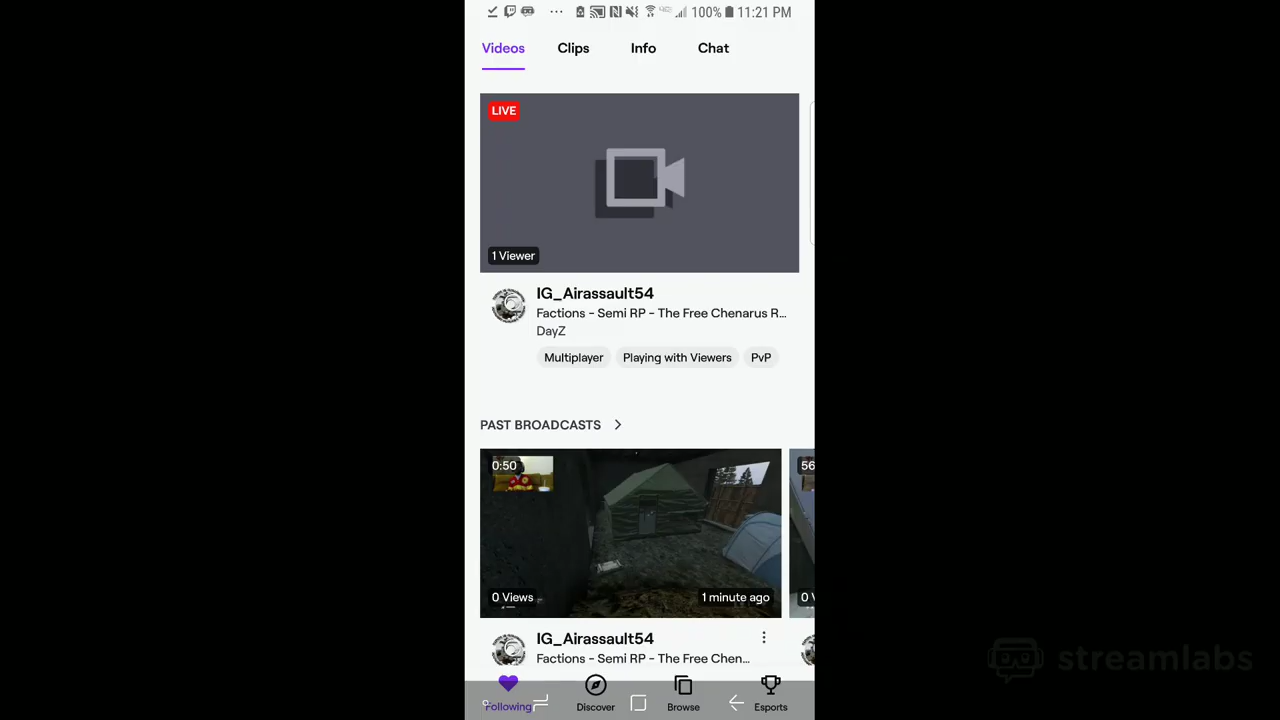 100% 11:21 PM
Videos Clips Info Chat
LIVE
1 Viewer
IG_Airassault54
Factions - Semi RP - The Free Chenarus R...
DayZ
Multiplayer Playing with Viewers PvP
PAST BROADCASTS
0:50
56
0 Views
1 minute ago
0 V
IG_Airassault54
Factions - Semi RP - The Free Chen...
Following Discover Browse Esports
streamlabs